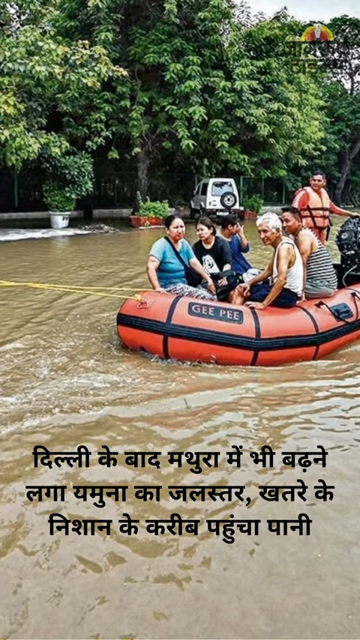 GEE PEE
दिल्ली के बाद मथुरा में भी बढ़ने
लगा यमुना का जलस्तर, खतरे के
निशान के करीब पहुंचा पानी